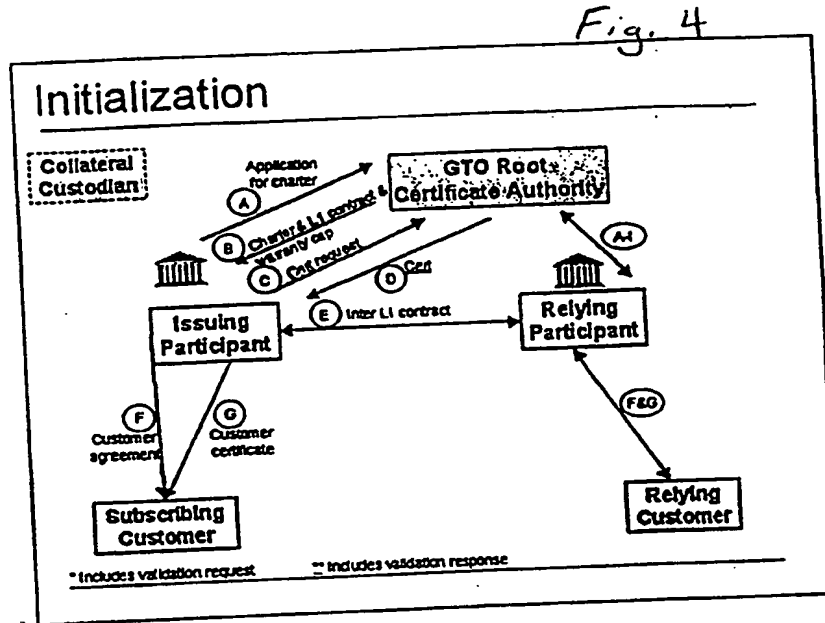 Fig. 4
Initialization
Collateral
Custodian
Application
for charter
GTO Root
Certificate Authority
A
B
Charter & L1 contract &
warranty cap
C
Cert request
D
Cert
A-I
Issuing
Participant
E
Inter L1 contract
Relying
Participant
F
Customer
agreement
G
Customer
certificate
F&G
Subscribing
Customer
Relying
Customer
* Includes validation request
** Includes validation response